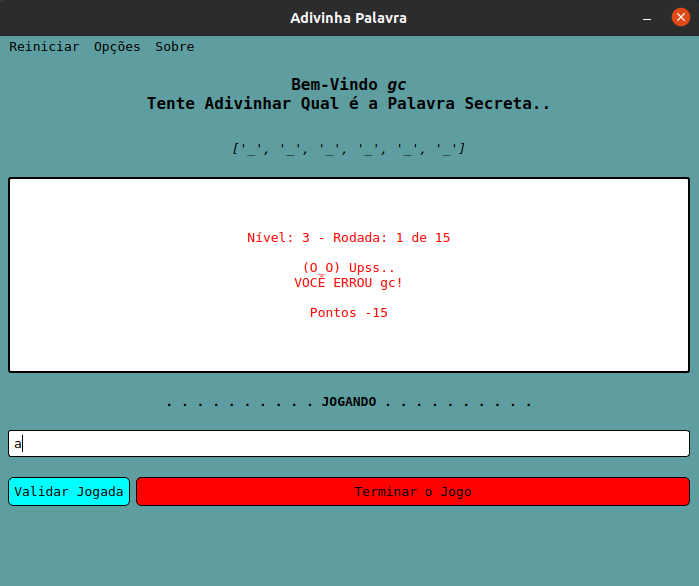 Adivinha Palavra
Reiniciar Opções Sobre
Bem-Vindo gc
Tente Adivinhar Qual é a Palavra Secreta..
['_', '_', '_', '_', '_', '_']
Nível: 3 - Rodada: 1 de 15
(O_O) Upss..
VOCÊ ERROU gc!
Pontos -15
. . . . . . . . . . JOGANDO . . . . . . . . . .
a
Validar Jogada Terminar o Jogo